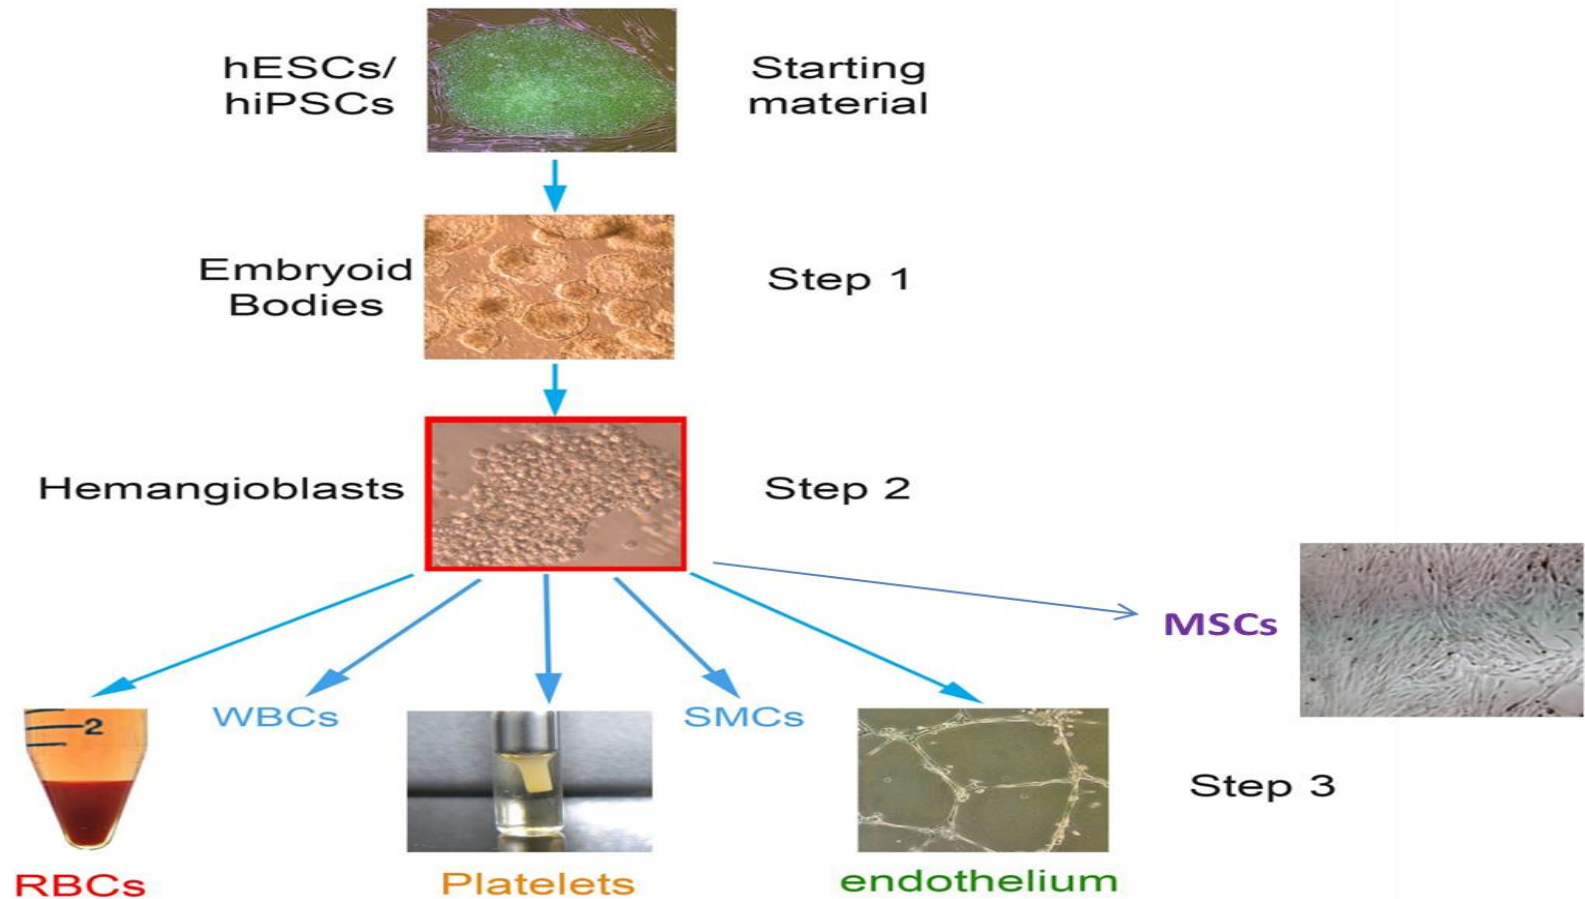 hESCs/
hiPSCs
Starting
material
Embryoid
Bodies
Step 1
Hemangioblasts
Step 2
MSCs
WBCs
SMCs
2
Step 3
RBCs
Platelets
endothelium